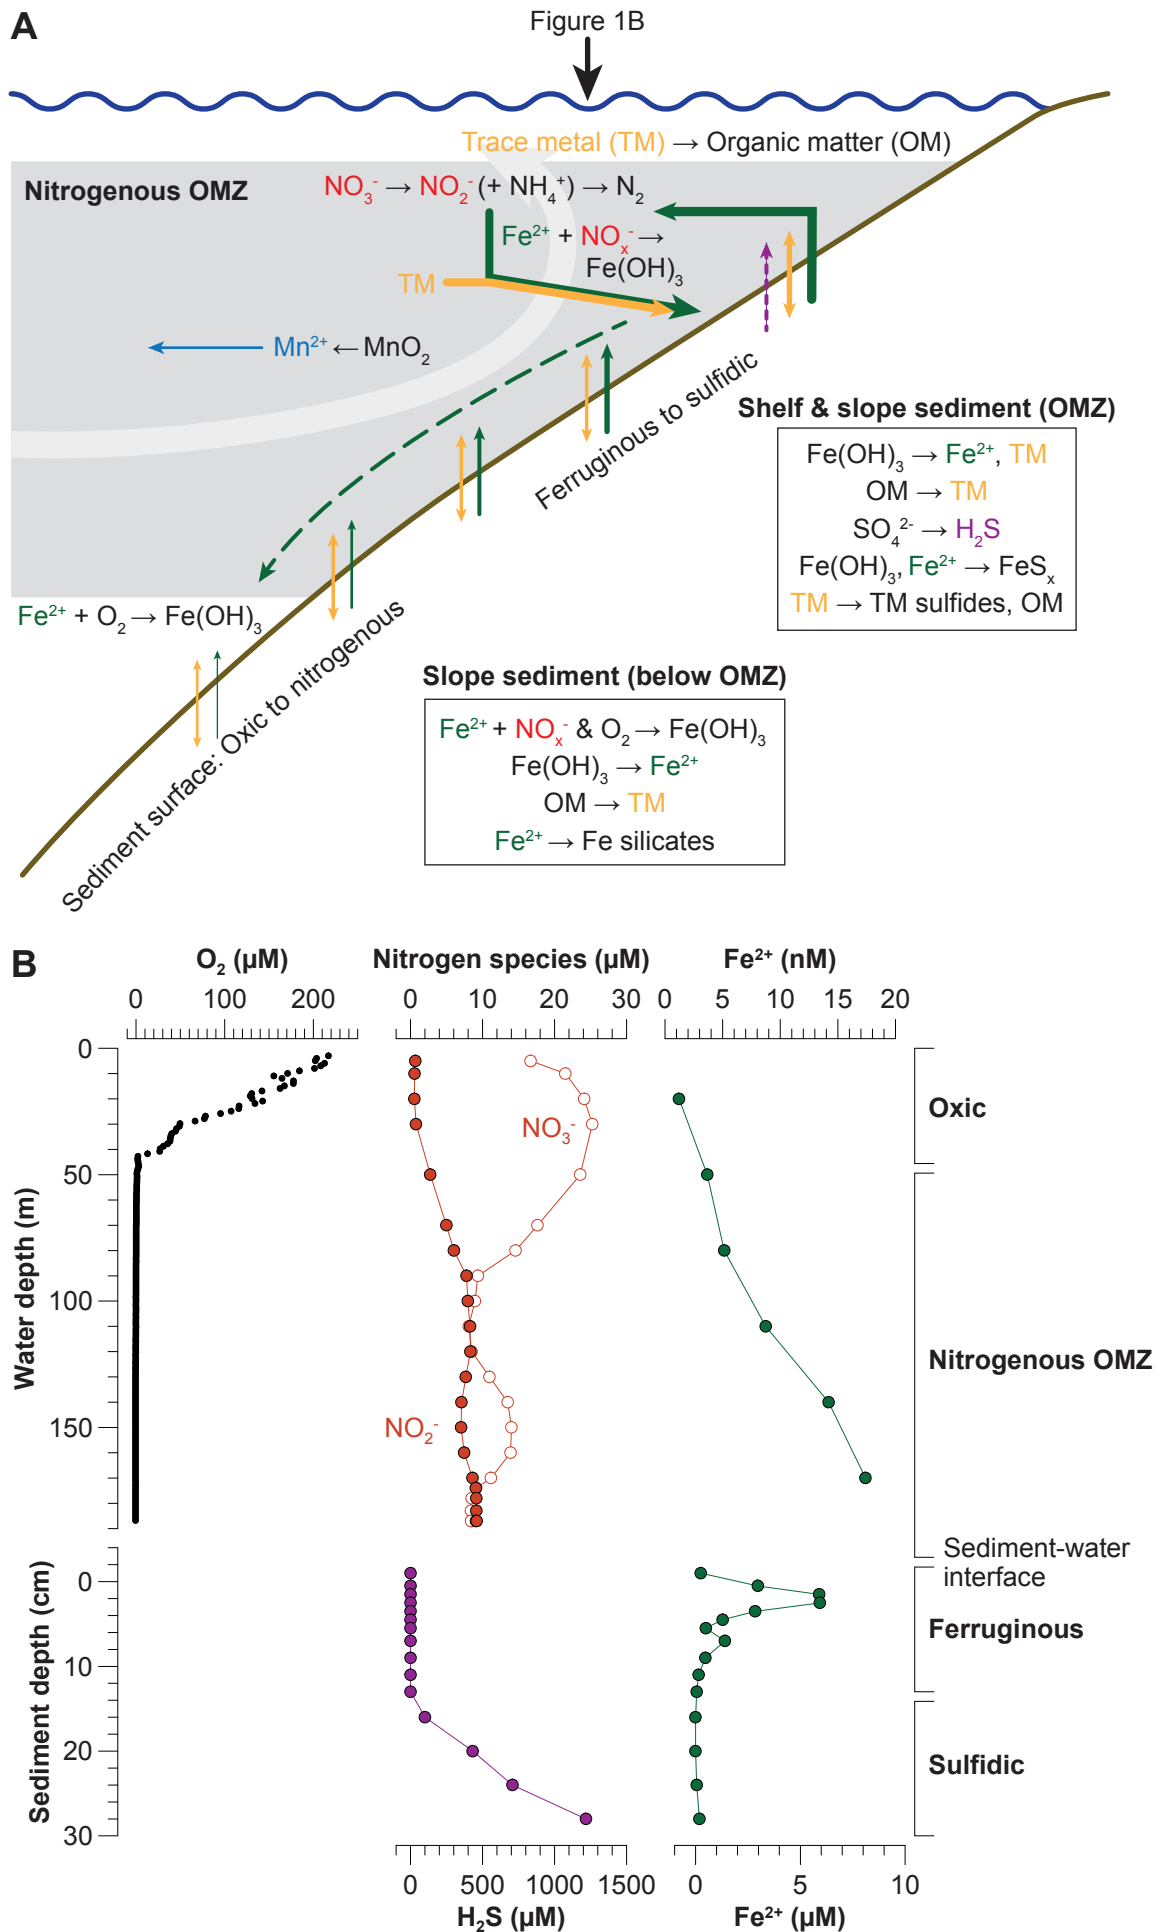 A
Figure 1B
Trace metal (TM) → Organic matter (OM)
Nitrogenous OMZ
NO₃⁻ → NO₂⁻ (+ NH₄⁺) → N₂
Fe²⁺ + NOₓ⁻ →
Fe(OH)₃
TM
Mn²⁺ ← MnO₂
Ferruginous to sulfidic
Fe²⁺ + O₂ → Fe(OH)₃
Sediment surface: Oxic to nitrogenous
Shelf & slope sediment (OMZ)
Fe(OH)₃ → Fe²⁺, TM
OM → TM
SO₄²⁻ → H₂S
Fe(OH)₃, Fe²⁺ → FeSₓ
TM → TM sulfides, OM
Slope sediment (below OMZ)
Fe²⁺ + NOₓ⁻ & O₂ → Fe(OH)₃
Fe(OH)₃ → Fe²⁺
OM → TM
Fe²⁺ → Fe silicates
B
O₂ (µM)
0 100 200
Nitrogen species (µM)
0 10 20 30
Fe²⁺ (nM)
0 5 10 15 20
Water depth (m)
0
50
100
150
NO₃⁻
NO₂⁻
Oxic
Nitrogenous OMZ
Sediment-water
interface
Ferruginous
Sulfidic
Sediment depth (cm)
0
10
20
30
0 500 1000 1500
H₂S (µM)
0 5 10
Fe²⁺ (µM)